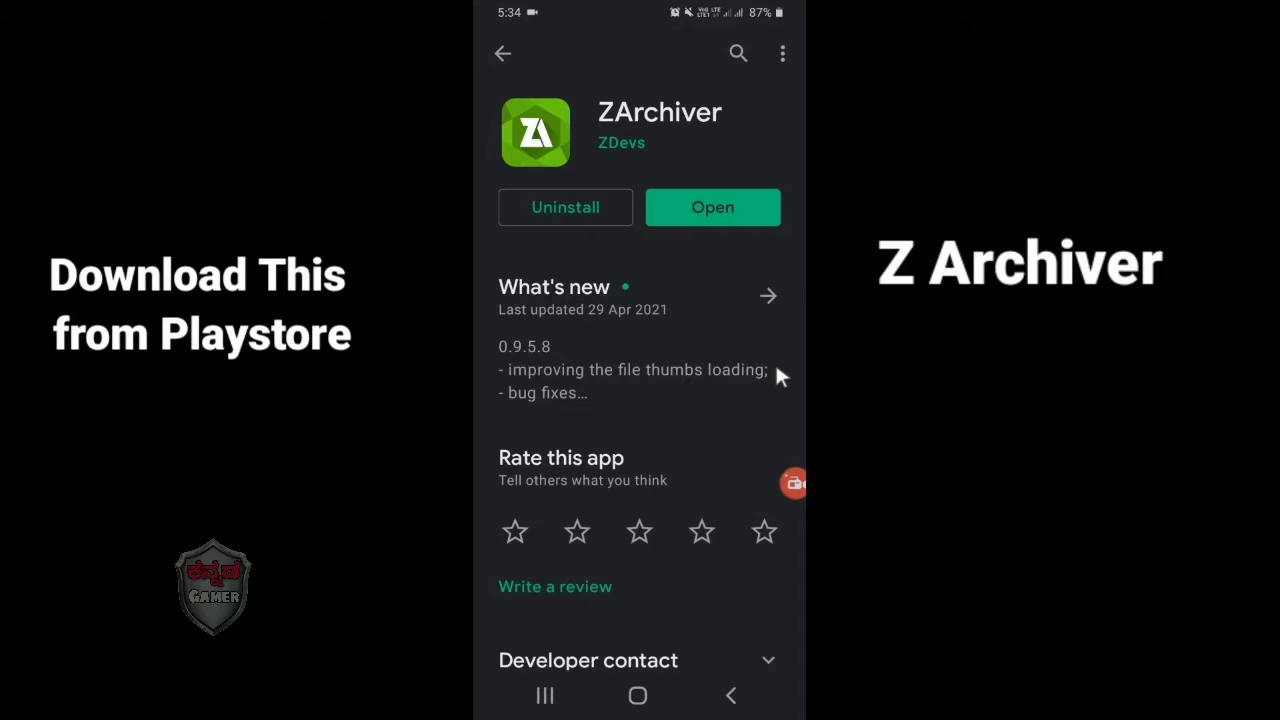 5:34
87%
ZArchiver
ZDevs
Uninstall
Open
Download This
from Playstore
Z Archiver
What's new
Last updated 29 Apr 2021
0.9.5.8
- improving the file thumbs loading;
- bug fixes…
Rate this app
Tell others what you think
Write a review
ಕನ್ನಡ
GAMER
Developer contact